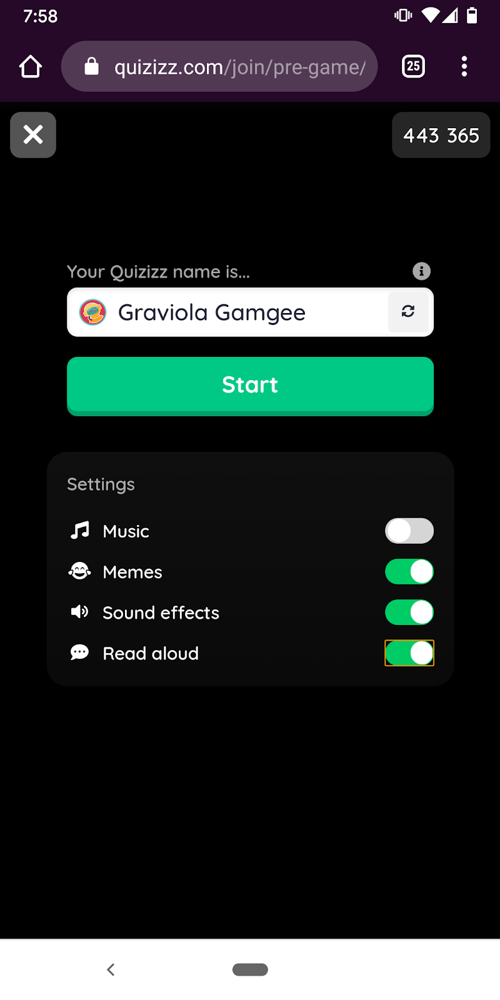 7:58
quizizz.com/join/pre-game/
25
443 365
Your Quizizz name is...
Graviola Gamgee
Start
Settings
Music
Memes
Sound effects
Read aloud